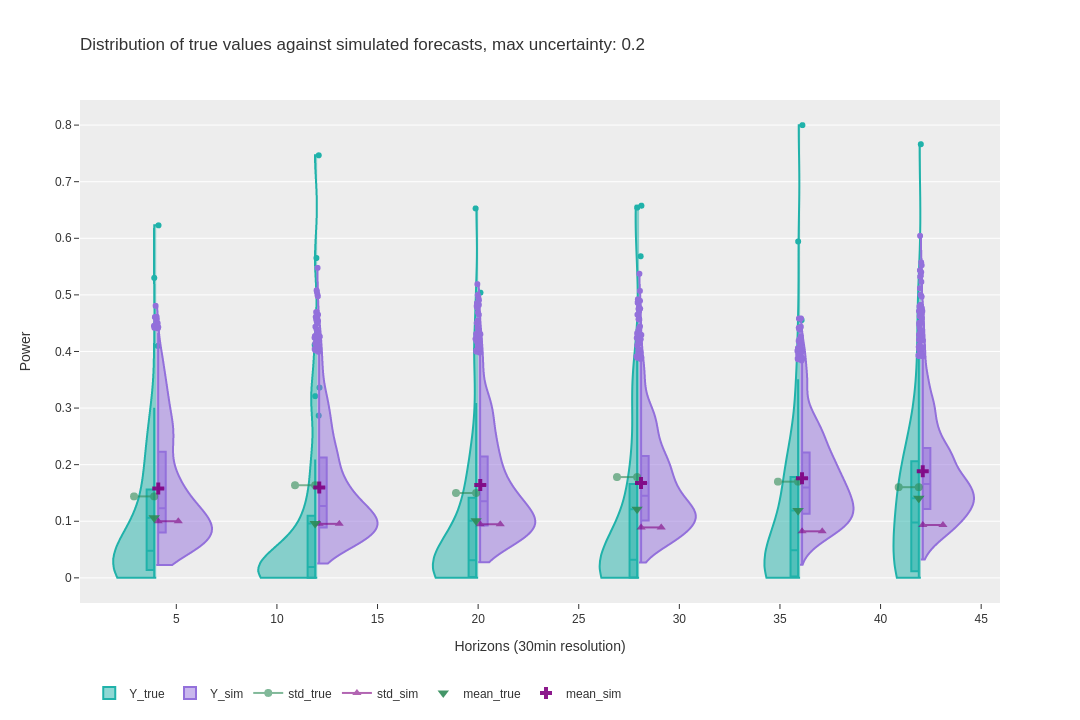 Distribution of true values against simulated forecasts, max uncertainty: 0.2
0.8
0.7
0.6
0.5
0.4
0.3
0.2
0.1
0
Power
5 10 15 20 25 30 35 40 45
Horizons (30min resolution)
Y_true Y_sim std_true std_sim mean_true mean_sim